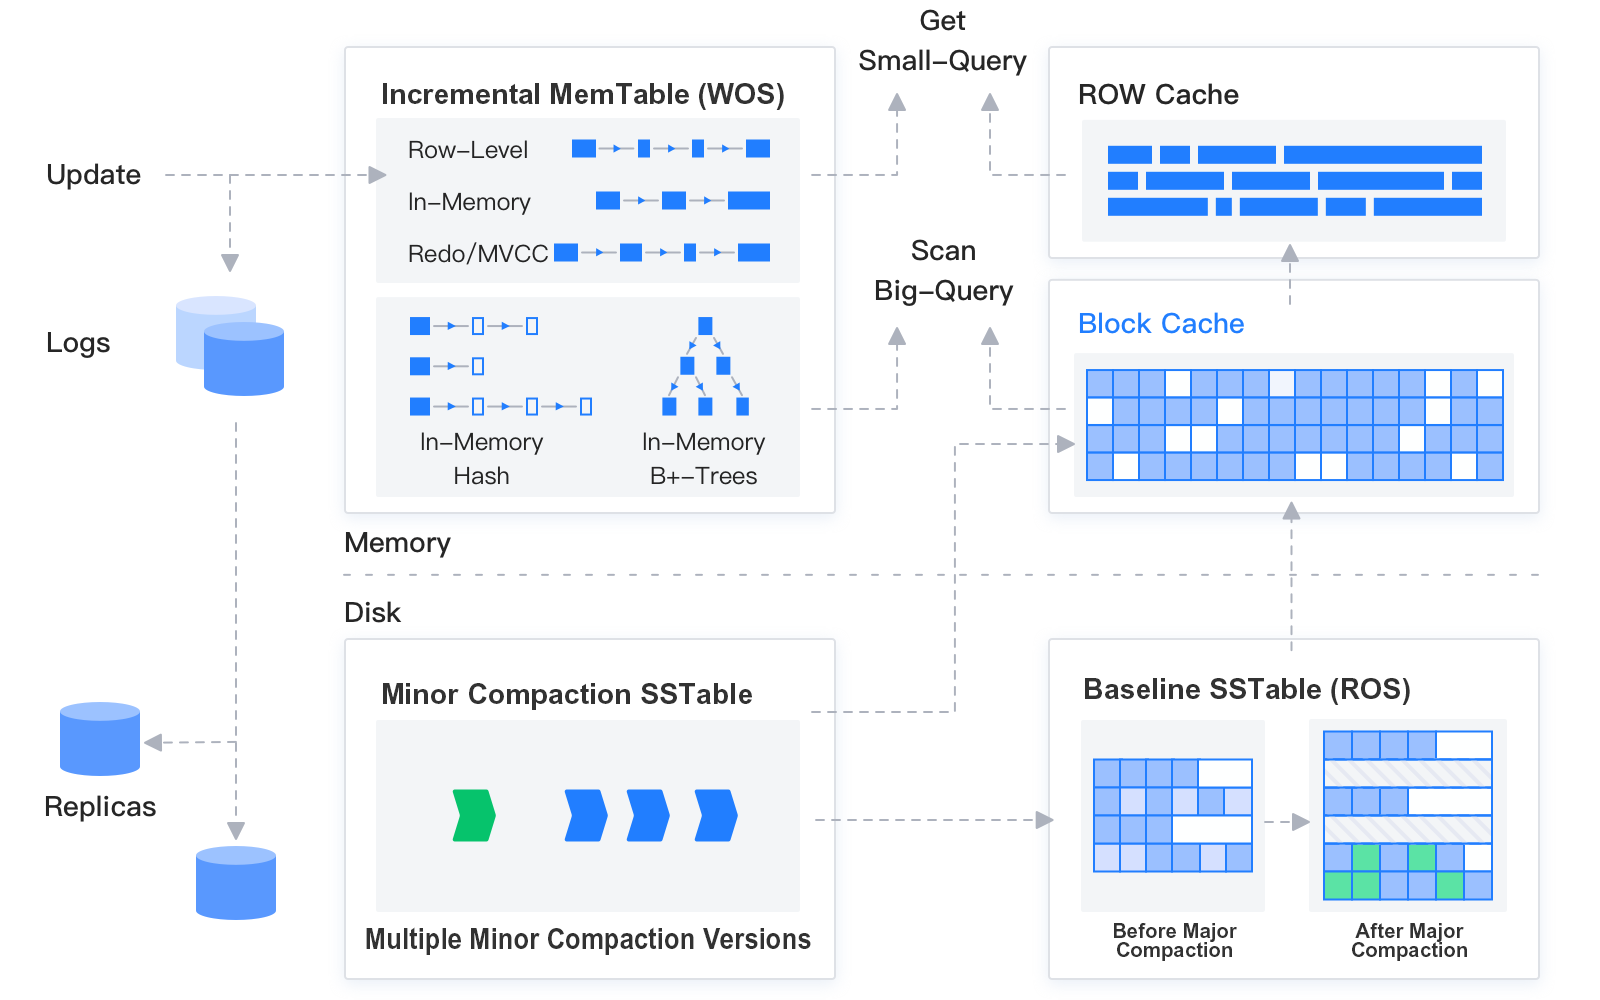 Get
Small-Query
Incremental MemTable (WOS)
Row-Level
In-Memory
Redo/MVCC
In-Memory
Hash
In-Memory
B+-Trees
ROW Cache
Update
Scan
Big-Query
Block Cache
Logs
Memory
Disk
Minor Compaction SSTable
Multiple Minor Compaction Versions
Baseline SSTable (ROS)
Before Major
Compaction
After Major
Compaction
Replicas